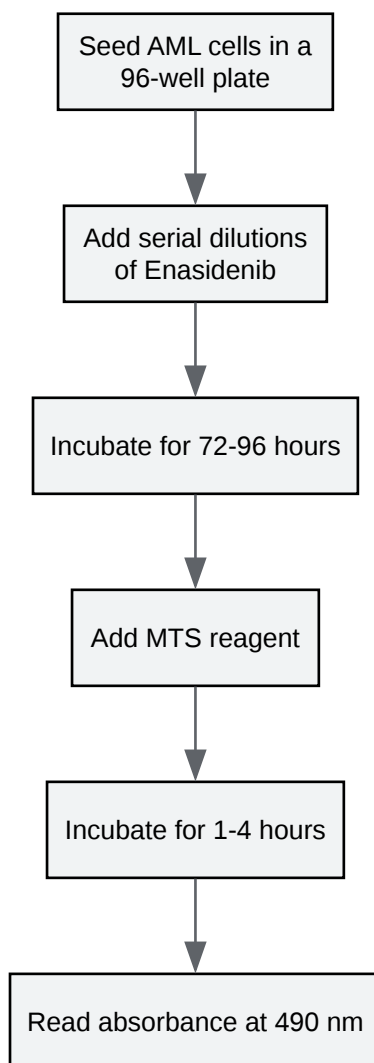 Seed AML cells in a
96-well plate
Add serial dilutions
of Enasidenib
Incubate for 72-96 hours
Add MTS reagent
Incubate for 1-4 hours
Read absorbance at 490 nm